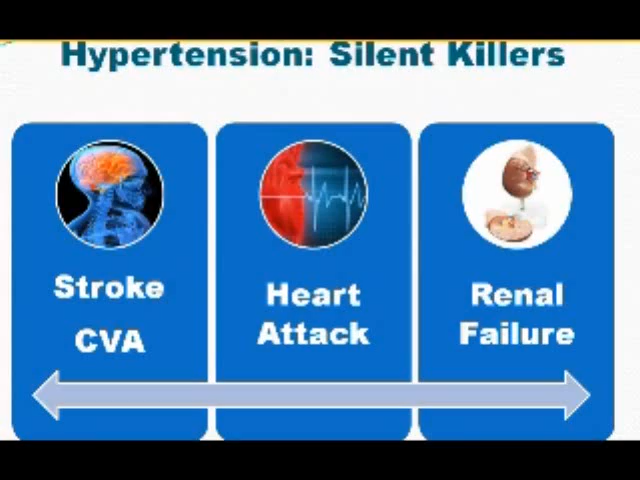 Hypertension: Silent Killers
Stroke
CVA
Heart
Attack
Renal
Failure